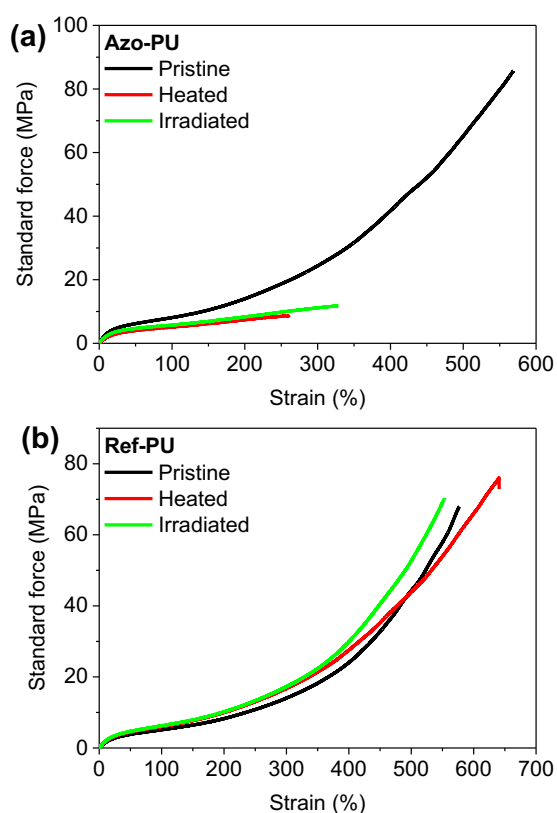 (a)
Azo-PU
Pristine
Heated
Irradiated
Standard force (MPa)
100
80
60
40
20
0
0 100 200 300 400 500 600
Strain (%)
(b)
Ref-PU
Pristine
Heated
Irradiated
Standard force (MPa)
80
60
40
20
0
0 100 200 300 400 500 600 700
Strain (%)